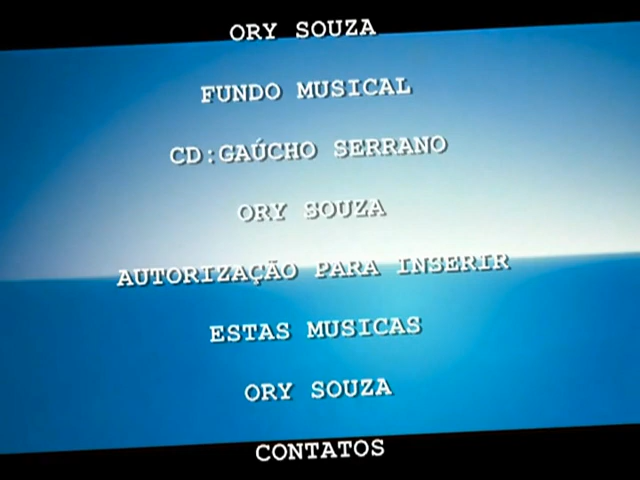 ORY SOUZA
FUNDO MUSICAL
CD:GAÚCHO SERRANO
ORY SOUZA
AUTORIZAÇÃO PARA INSERIR
ESTAS MUSICAS
ORY SOUZA
CONTATOS